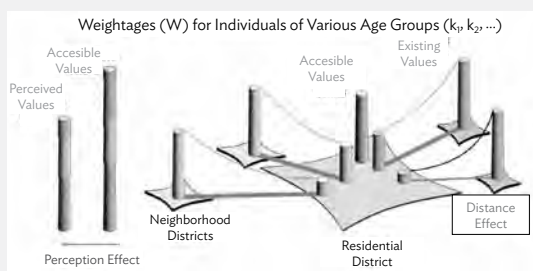 Weightages (W) for Individuals of Various Age Groups (k₁, k₂, ...)
Accesible
Values
Perceived
Values
Accesible
Values
Existing
Values
Neighborhood
Districts
Residential
District
Distance
Effect
Perception Effect